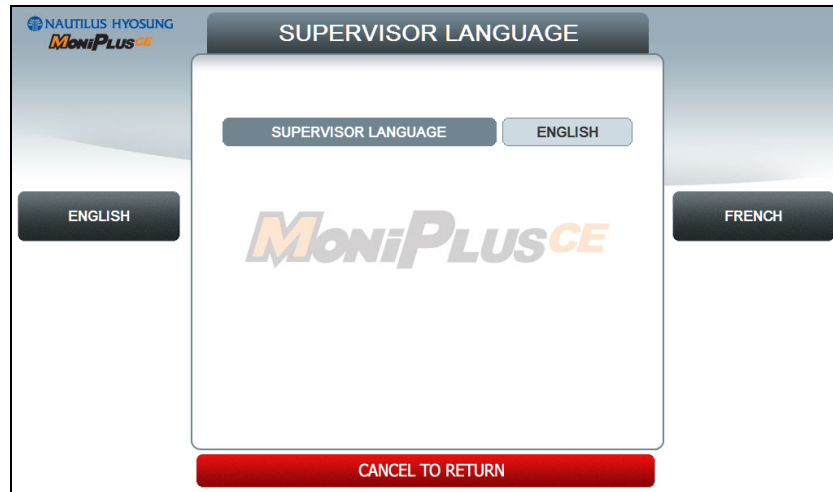 NAUTILUS HYOSUNG
MoniPlusCE
SUPERVISOR LANGUAGE
SUPERVISOR LANGUAGE ENGLISH
ENGLISH
FRENCH
MoniPlusCE
CANCEL TO RETURN